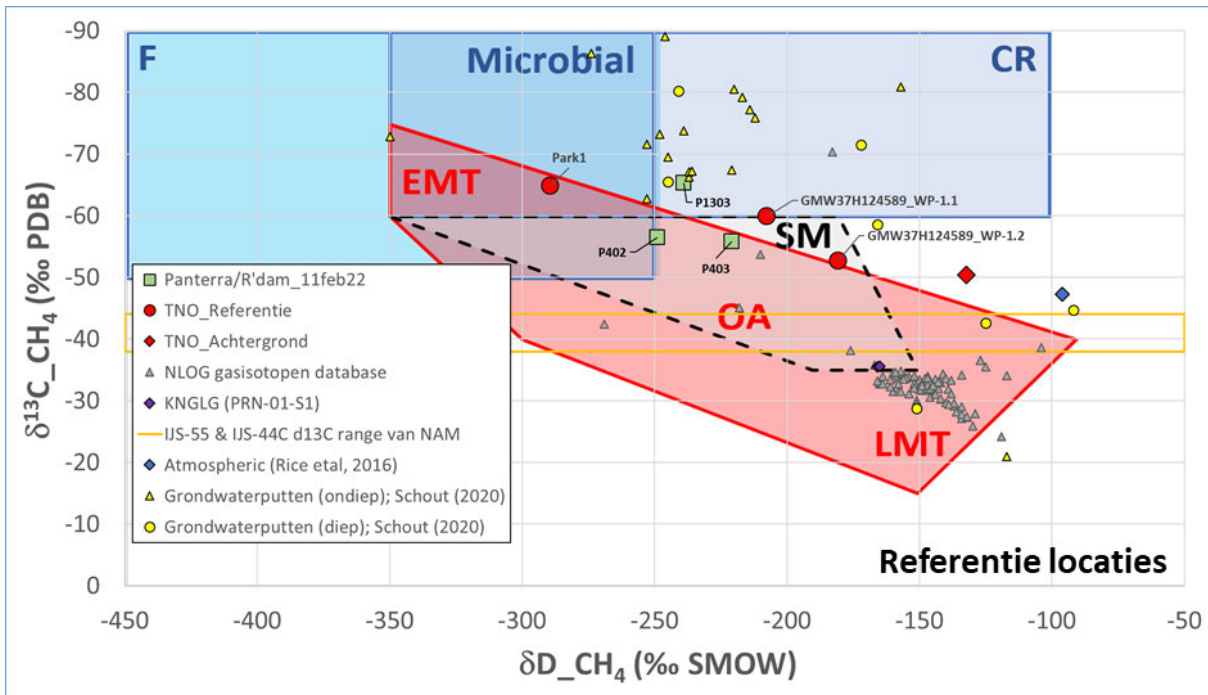 -90
-80
-70
-60
-50
-40
-30
-20
-10
0
δ13C_CH4 (‰ PDB)
F
Microbial
CR
EMT
Park1
P1303
GMW37H124589_WP-1.1
SM
P402
P403
GMW37H124589_WP-1.2
OA
LMT
Panterra/R'dam_11feb22
TNO_Referentie
TNO_Achtergrond
NLOG gasisotopen database
KNGLG (PRN-01-S1)
IJS-55 & IJS-44C d13C range van NAM
Atmospheric (Rice etal, 2016)
Grondwaterputten (ondiep); Schout (2020)
Grondwaterputten (diep); Schout (2020)
Referentie locaties
-450 -400 -350 -300 -250 -200 -150 -100 -50
δD_CH4 (‰ SMOW)